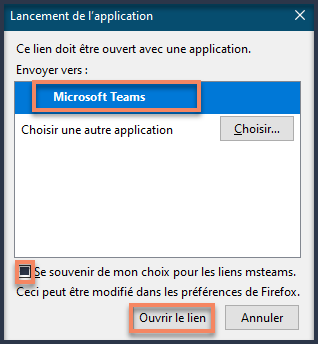 Lancement de l'application
Ce lien doit être ouvert avec une application.
Envoyer vers :
Microsoft Teams
Choisir une autre application
Choisir...
Se souvenir de mon choix pour les liens msteams.
Ceci peut être modifié dans les préférences de Firefox.
Ouvrir le lien
Annuler